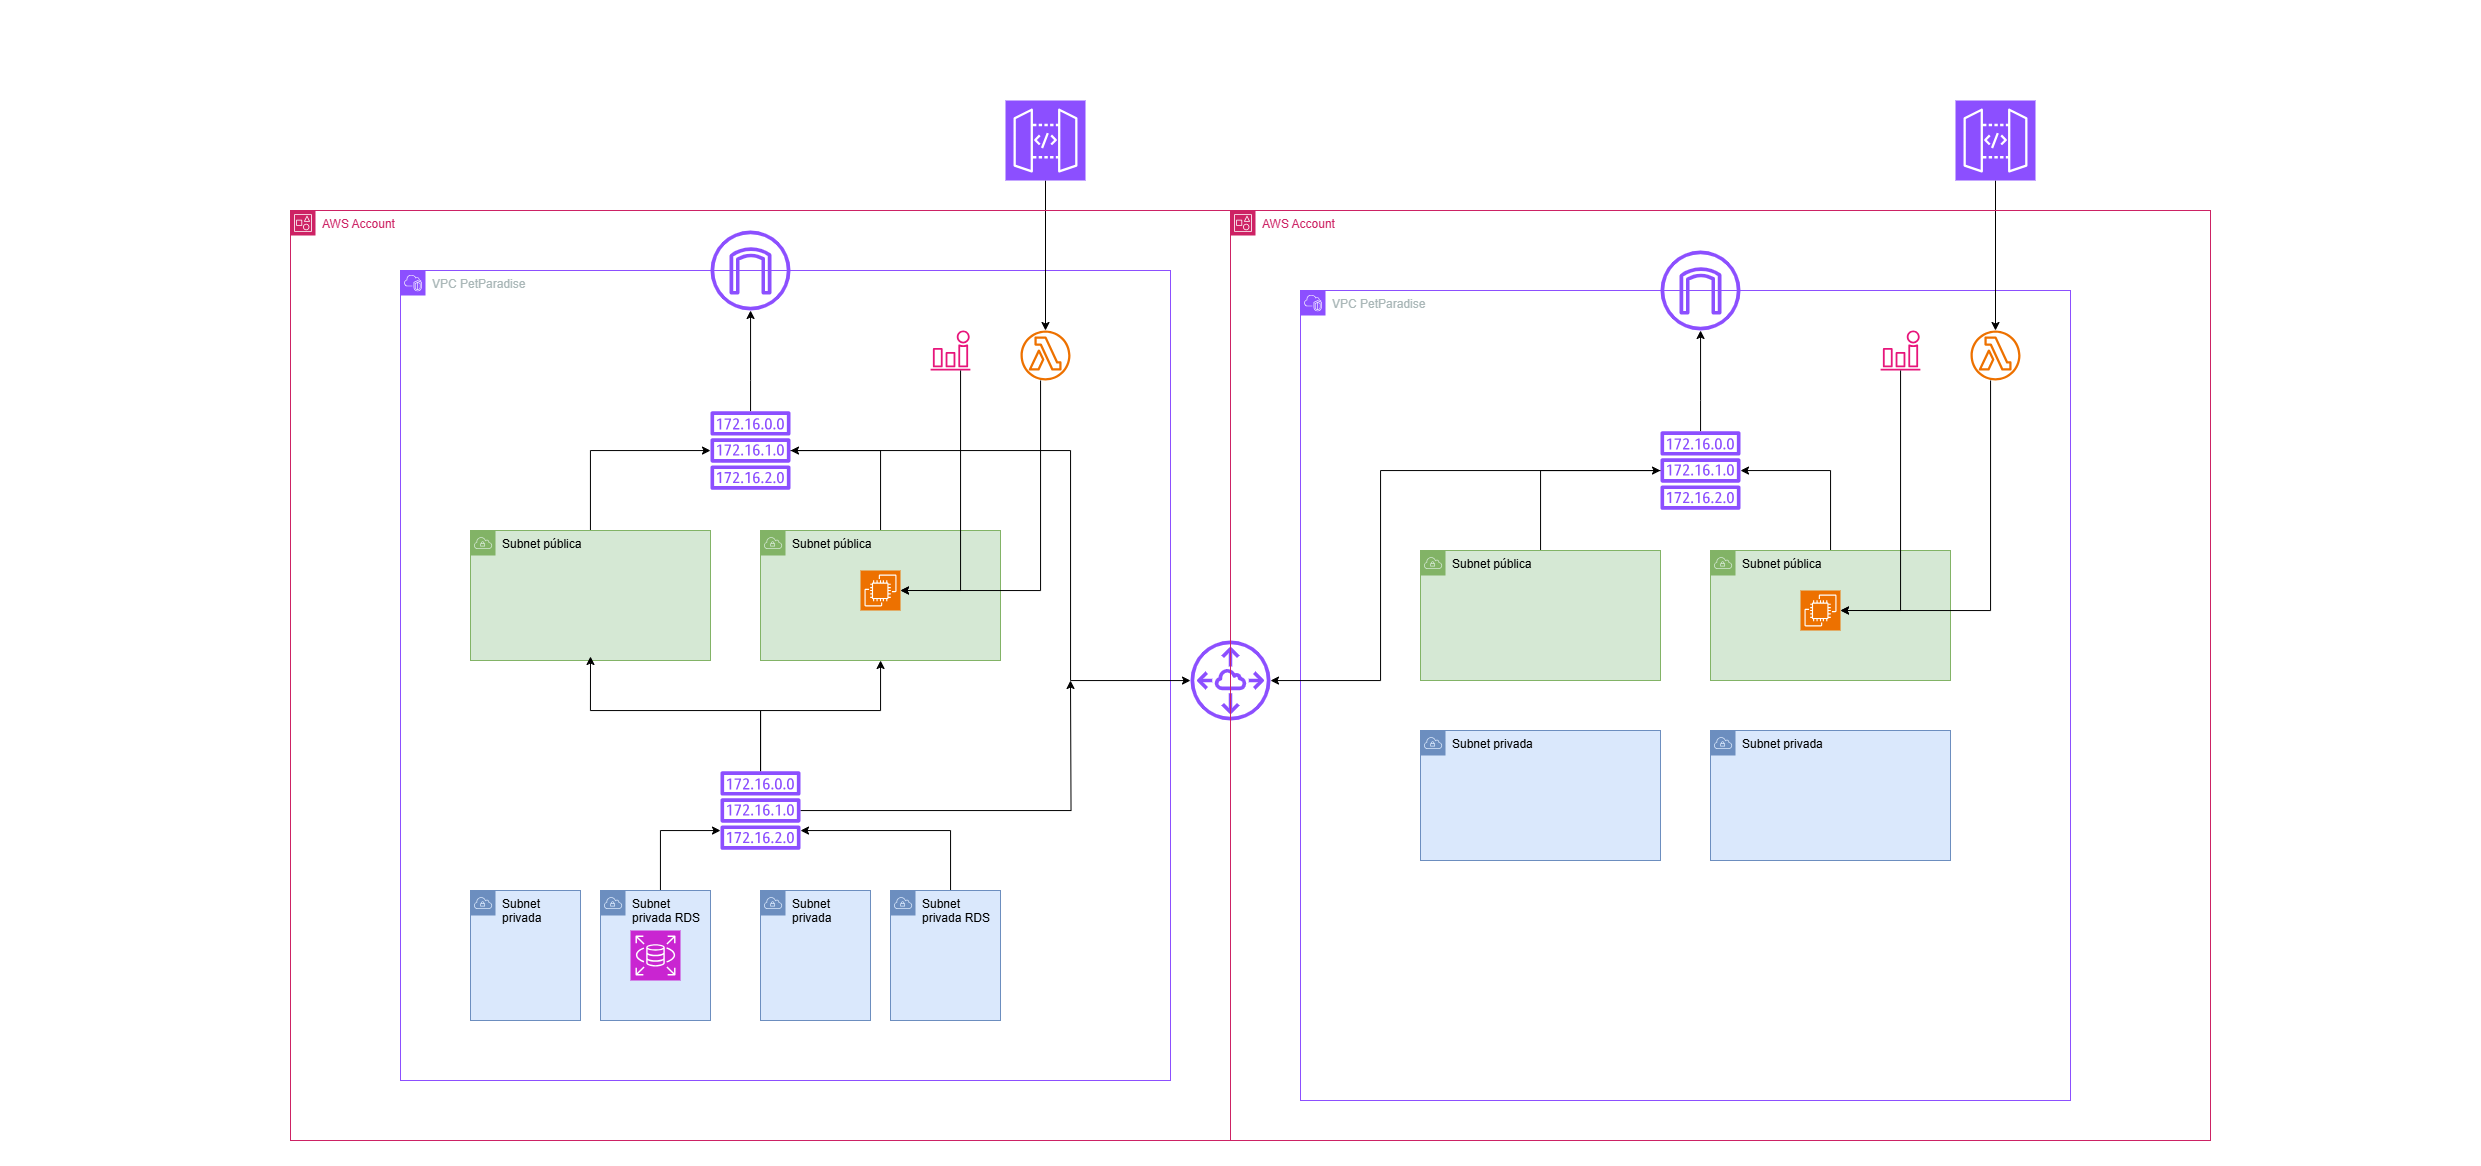 AWS Account
AWS Account
VPC PetParadise
VPC PetParadise
172.16.0.0
172.16.1.0
172.16.2.0
172.16.0.0
172.16.1.0
172.16.2.0
Subnet pública
Subnet pública
Subnet pública
Subnet pública
Subnet privada
Subnet privada
172.16.0.0
172.16.1.0
172.16.2.0
Subnet
privada
Subnet
privada RDS
Subnet
privada
Subnet
privada RDS